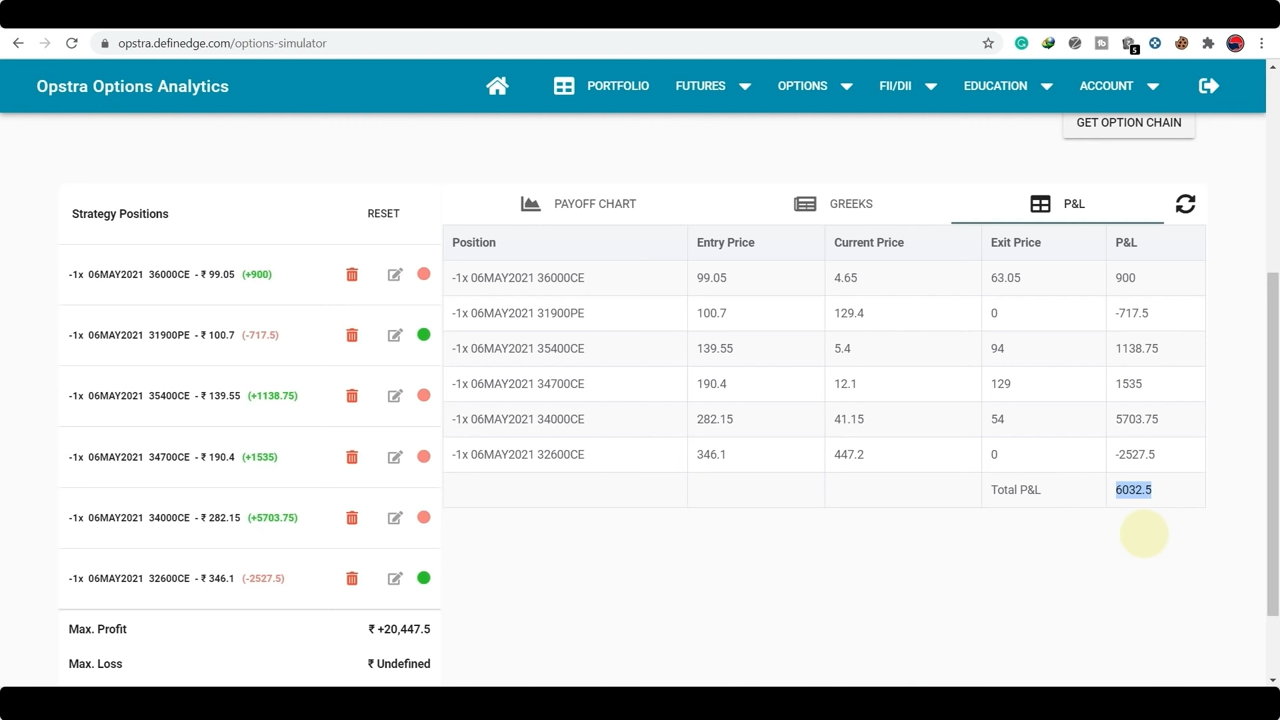 opstra.definedge.com/options-simulator
5
Opstra Options Analytics
PORTFOLIO FUTURES OPTIONS FII/DII EDUCATION ACCOUNT
GET OPTION CHAIN
Strategy Positions RESET
-1x 06MAY2021 36000CE - ₹ 99.05 (+900)
-1x 06MAY2021 31900PE - ₹ 100.7 (-717.5)
-1x 06MAY2021 35400CE - ₹ 139.55 (+1138.75)
-1x 06MAY2021 34700CE - ₹ 190.4 (+1535)
-1x 06MAY2021 34000CE - ₹ 282.15 (+5703.75)
-1x 06MAY2021 32600CE - ₹ 346.1 (-2527.5)
Max. Profit ₹ +20,447.5
Max. Loss ₹ Undefined
PAYOFF CHART GREEKS P&L
Position Entry Price Current Price Exit Price P&L
-1x 06MAY2021 36000CE 99.05 4.65 63.05 900
-1x 06MAY2021 31900PE 100.7 129.4 0 -717.5
-1x 06MAY2021 35400CE 139.55 5.4 94 1138.75
-1x 06MAY2021 34700CE 190.4 12.1 129 1535
-1x 06MAY2021 34000CE 282.15 41.15 54 5703.75
-1x 06MAY2021 32600CE 346.1 447.2 0 -2527.5
Total P&L 6032.5